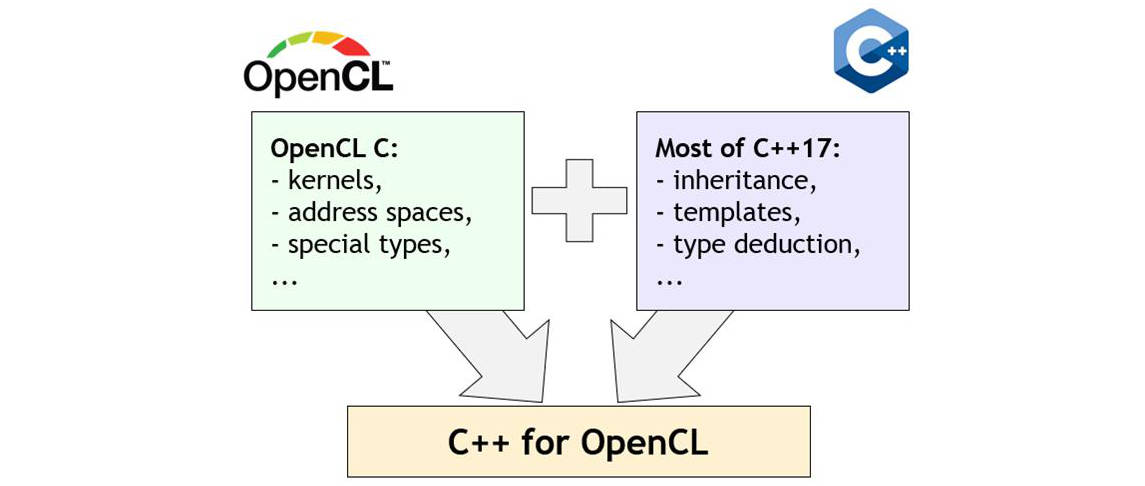 OpenCL™
C++
OpenCL C:
- kernels,
- address spaces,
- special types,
...
Most of C++17:
- inheritance,
- templates,
- type deduction,
...
C++ for OpenCL